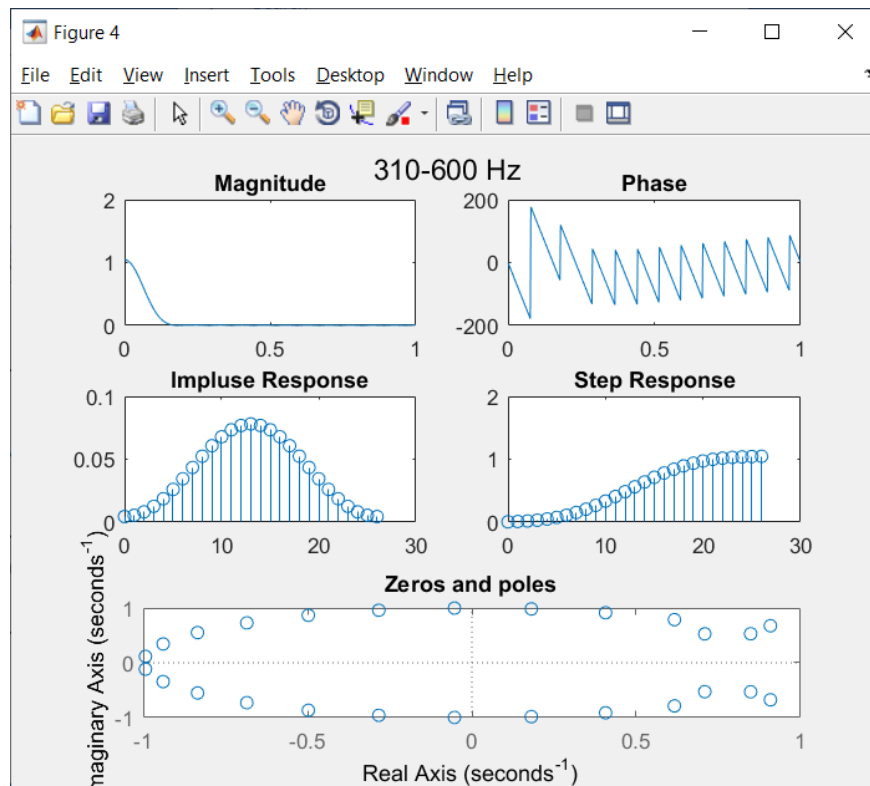 Figure 4
File Edit View Insert Tools Desktop Window Help
310-600 Hz
Magnitude
2
1
0
0 0.5 1
Phase
200
0
-200
0 0.5 1
Impluse Response
0.1
0.05
0
0 10 20 30
Step Response
2
1
0
0 10 20 30
Zeros and poles
maginary Axis (seconds⁻¹)
1
0
-1
-1 -0.5 0 0.5 1
Real Axis (seconds⁻¹)